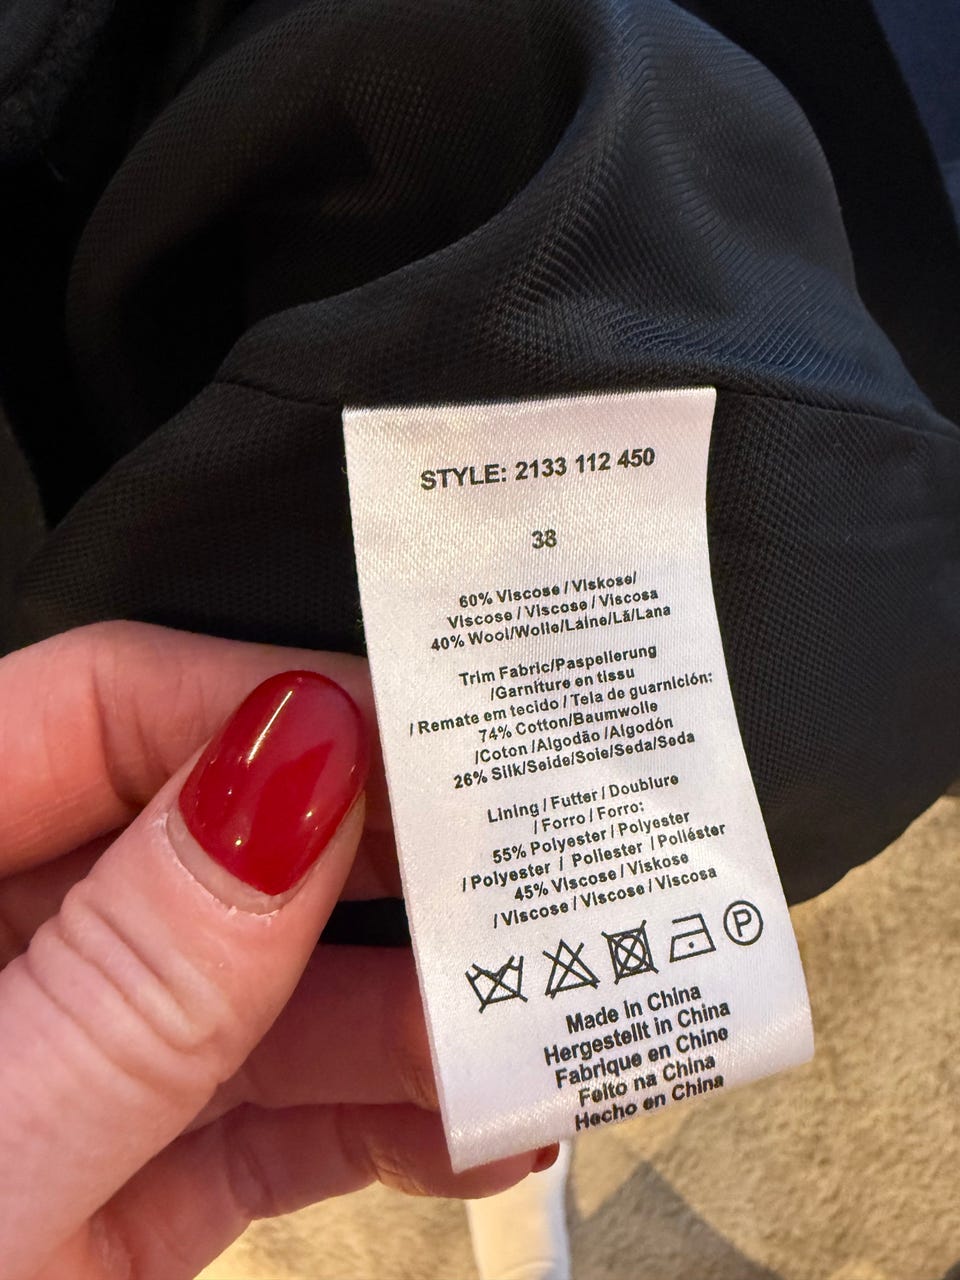 STYLE: 2133 112 450
38
60% Viscose / Viskose/
Viscose / Viscose / Viscosa
40% Wool/Wolle/Laine/Lã/Lana
Trim Fabric/Paspelierung
/Garniture en tissu
/ Remate em tecido / Tela de guarnición:
74% Cotton/Baumwolle
/Coton /Algodão /Algodón
26% Silk/Seide/Soie/Seda/Seda
Lining / Futter / Doublure
/ Forro / Forro:
55% Polyester / Polyester
/ Polyester / Poliester / Poliéster
45% Viscose / Viskose
/ Viscose / Viscose / Viscosa
P
Made in China
Hergestellt in China
Fabrique en Chine
Feito na China
Hecho en China